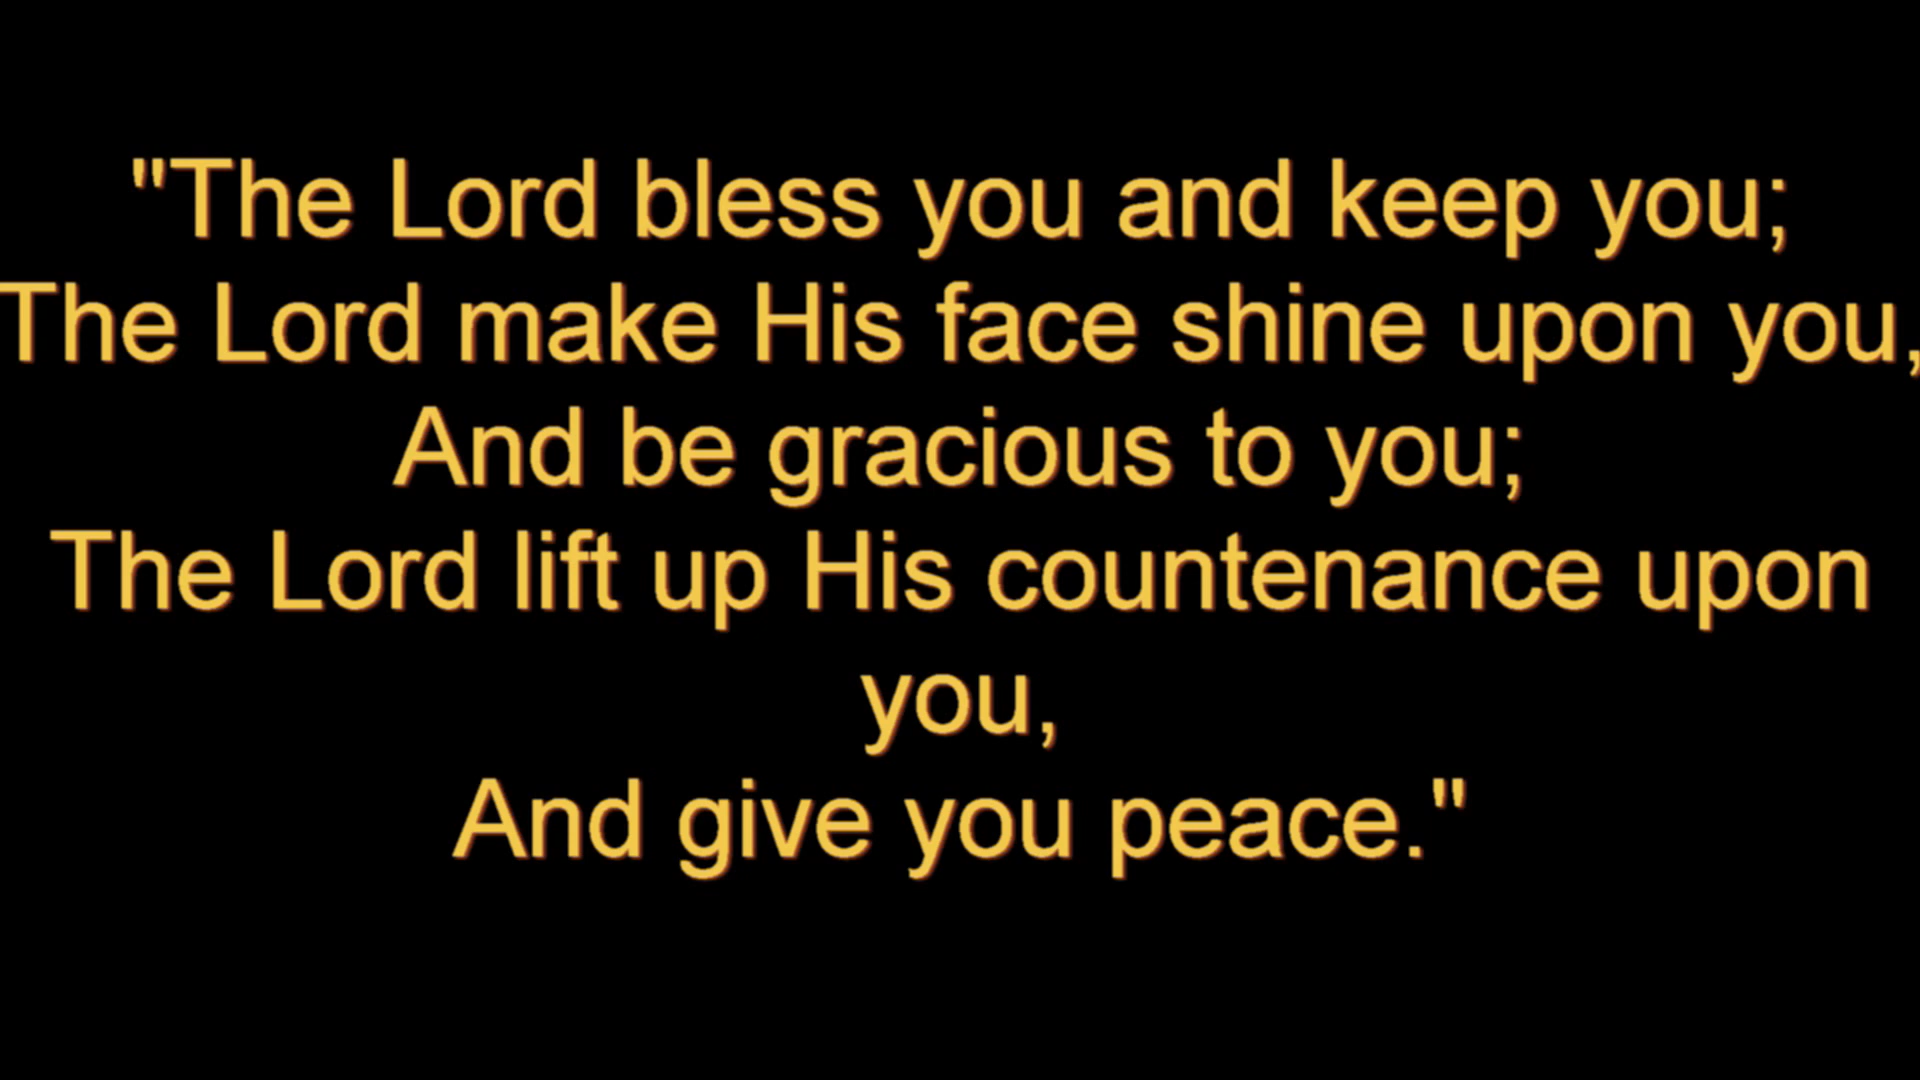 "The Lord bless you and keep you;
The Lord make His face shine upon you,
And be gracious to you;
The Lord lift up His countenance upon
you,
And give you peace."